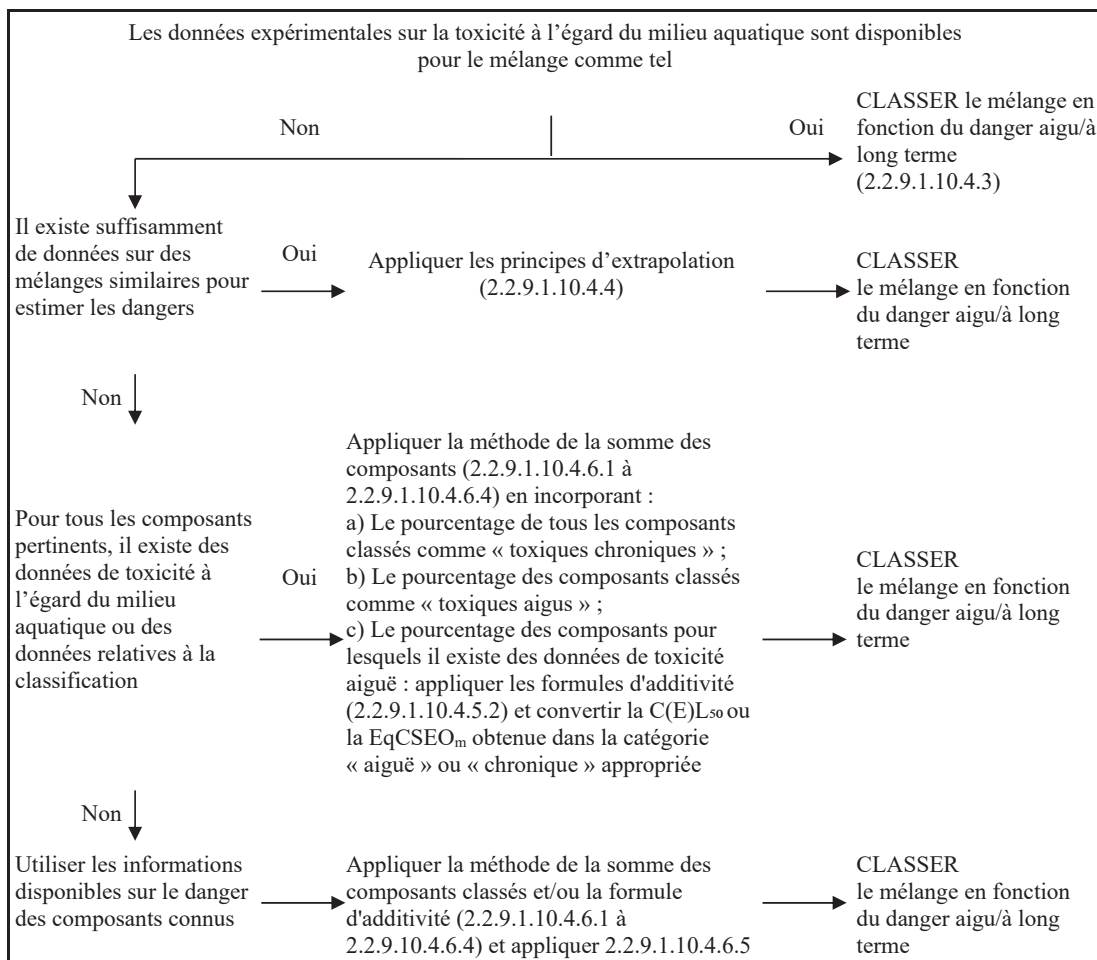 Les données expérimentales sur la toxicité à l’égard du milieu aquatique sont disponibles
pour le mélange comme tel
Non
Oui
CLASSER le mélange en
fonction du danger aigu/à
long terme
(2.2.9.1.10.4.3)
Il existe suffisamment
de données sur des
mélanges similaires pour
estimer les dangers
Oui
Appliquer les principes d’extrapolation
(2.2.9.1.10.4.4)
CLASSER
le mélange en fonction
du danger aigu/à long
terme
Non
Pour tous les composants
pertinents, il existe des
données de toxicité à
l’égard du milieu
aquatique ou des
données relatives à la
classification
Oui
Appliquer la méthode de la somme des
composants (2.2.9.1.10.4.6.1 à
2.2.9.1.10.4.6.4) en incorporant :
a) Le pourcentage de tous les composants
classés comme « toxiques chroniques » ;
b) Le pourcentage des composants classés
comme « toxiques aigus » ;
c) Le pourcentage des composants pour
lesquels il existe des données de toxicité
aiguë : appliquer les formules d'additivité
(2.2.9.1.10.4.5.2) et convertir la C(E)L50 ou
la EqCSEOm obtenue dans la catégorie
« aiguë » ou « chronique » appropriée
CLASSER
le mélange en fonction
du danger aigu/à long
terme
Non
Utiliser les informations
disponibles sur le danger
des composants connus
Appliquer la méthode de la somme des
composants classés et/ou la formule
d'additivité (2.2.9.1.10.4.6.1 à
2.2.9.10.4.6.4) et appliquer 2.2.9.1.10.4.6.5
CLASSER
le mélange en fonction
du danger aigu/à long
terme